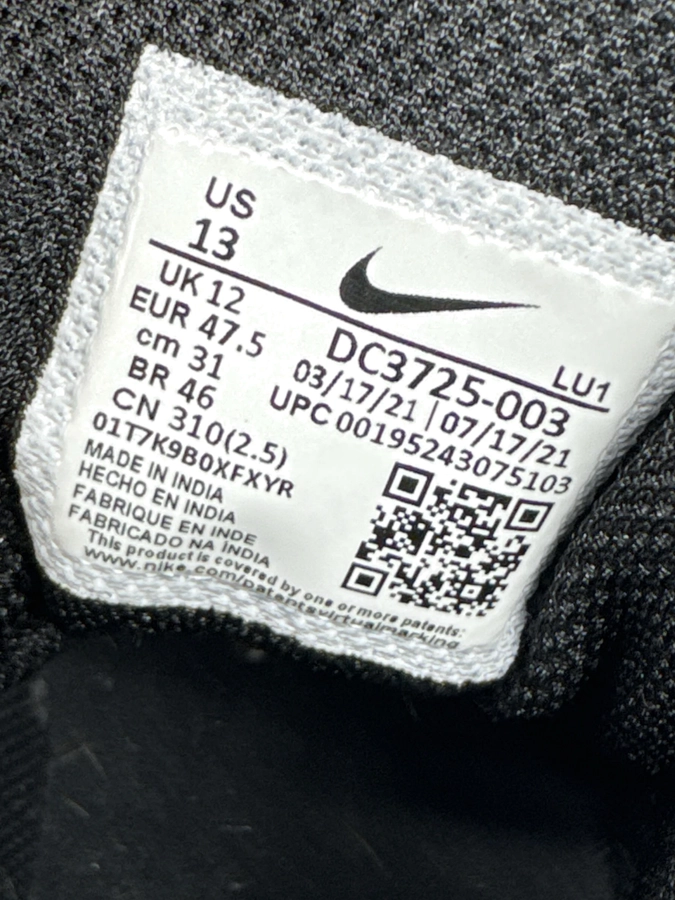 US
13
UK 12
EUR 47.5
cm 31
BR 46
CN 310(2.5)
01T7K9B0XFXYR
MADE IN INDIA
HECHO EN INDIA
FABRIQUE EN INDE
FABRICADO NA ÍNDIA
LU1
DC3725-003
03/17/21 | 07/17/21
UPC 00195243075103
This product is covered by one or more patents:
www.nike.com/patentsvirtualmarking